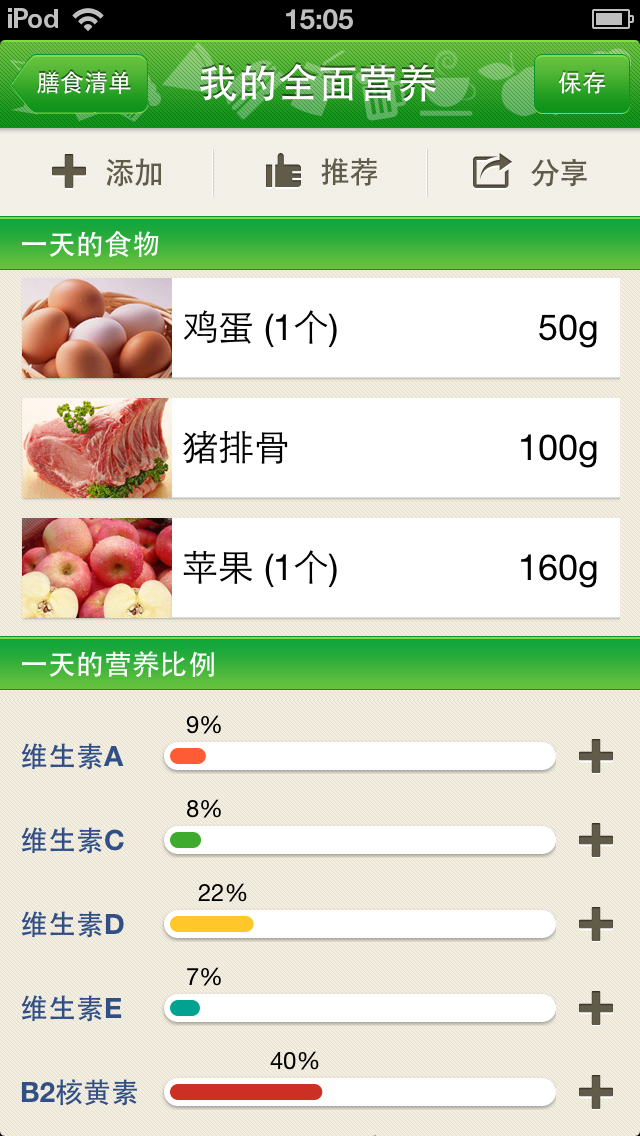 iPod 15:05
膳食清单 我的全面营养 保存
添加 推荐 分享
一天的食物
鸡蛋 (1个) 50g
猪排骨 100g
苹果 (1个) 160g
一天的营养比例
9%
维生素A
8%
维生素C
22%
维生素D
7%
维生素E
40%
B2核黄素